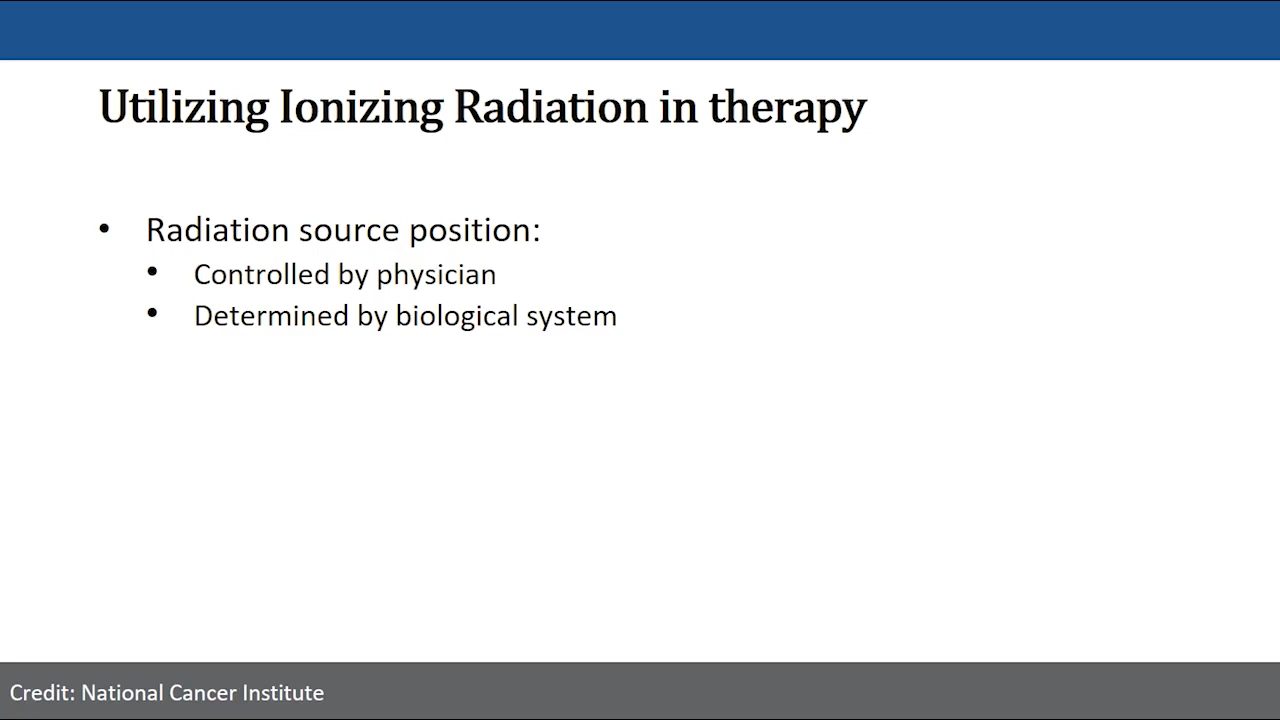 Utilizing Ionizing Radiation in therapy
• Radiation source position:
• Controlled by physician
• Determined by biological system
Credit: National Cancer Institute